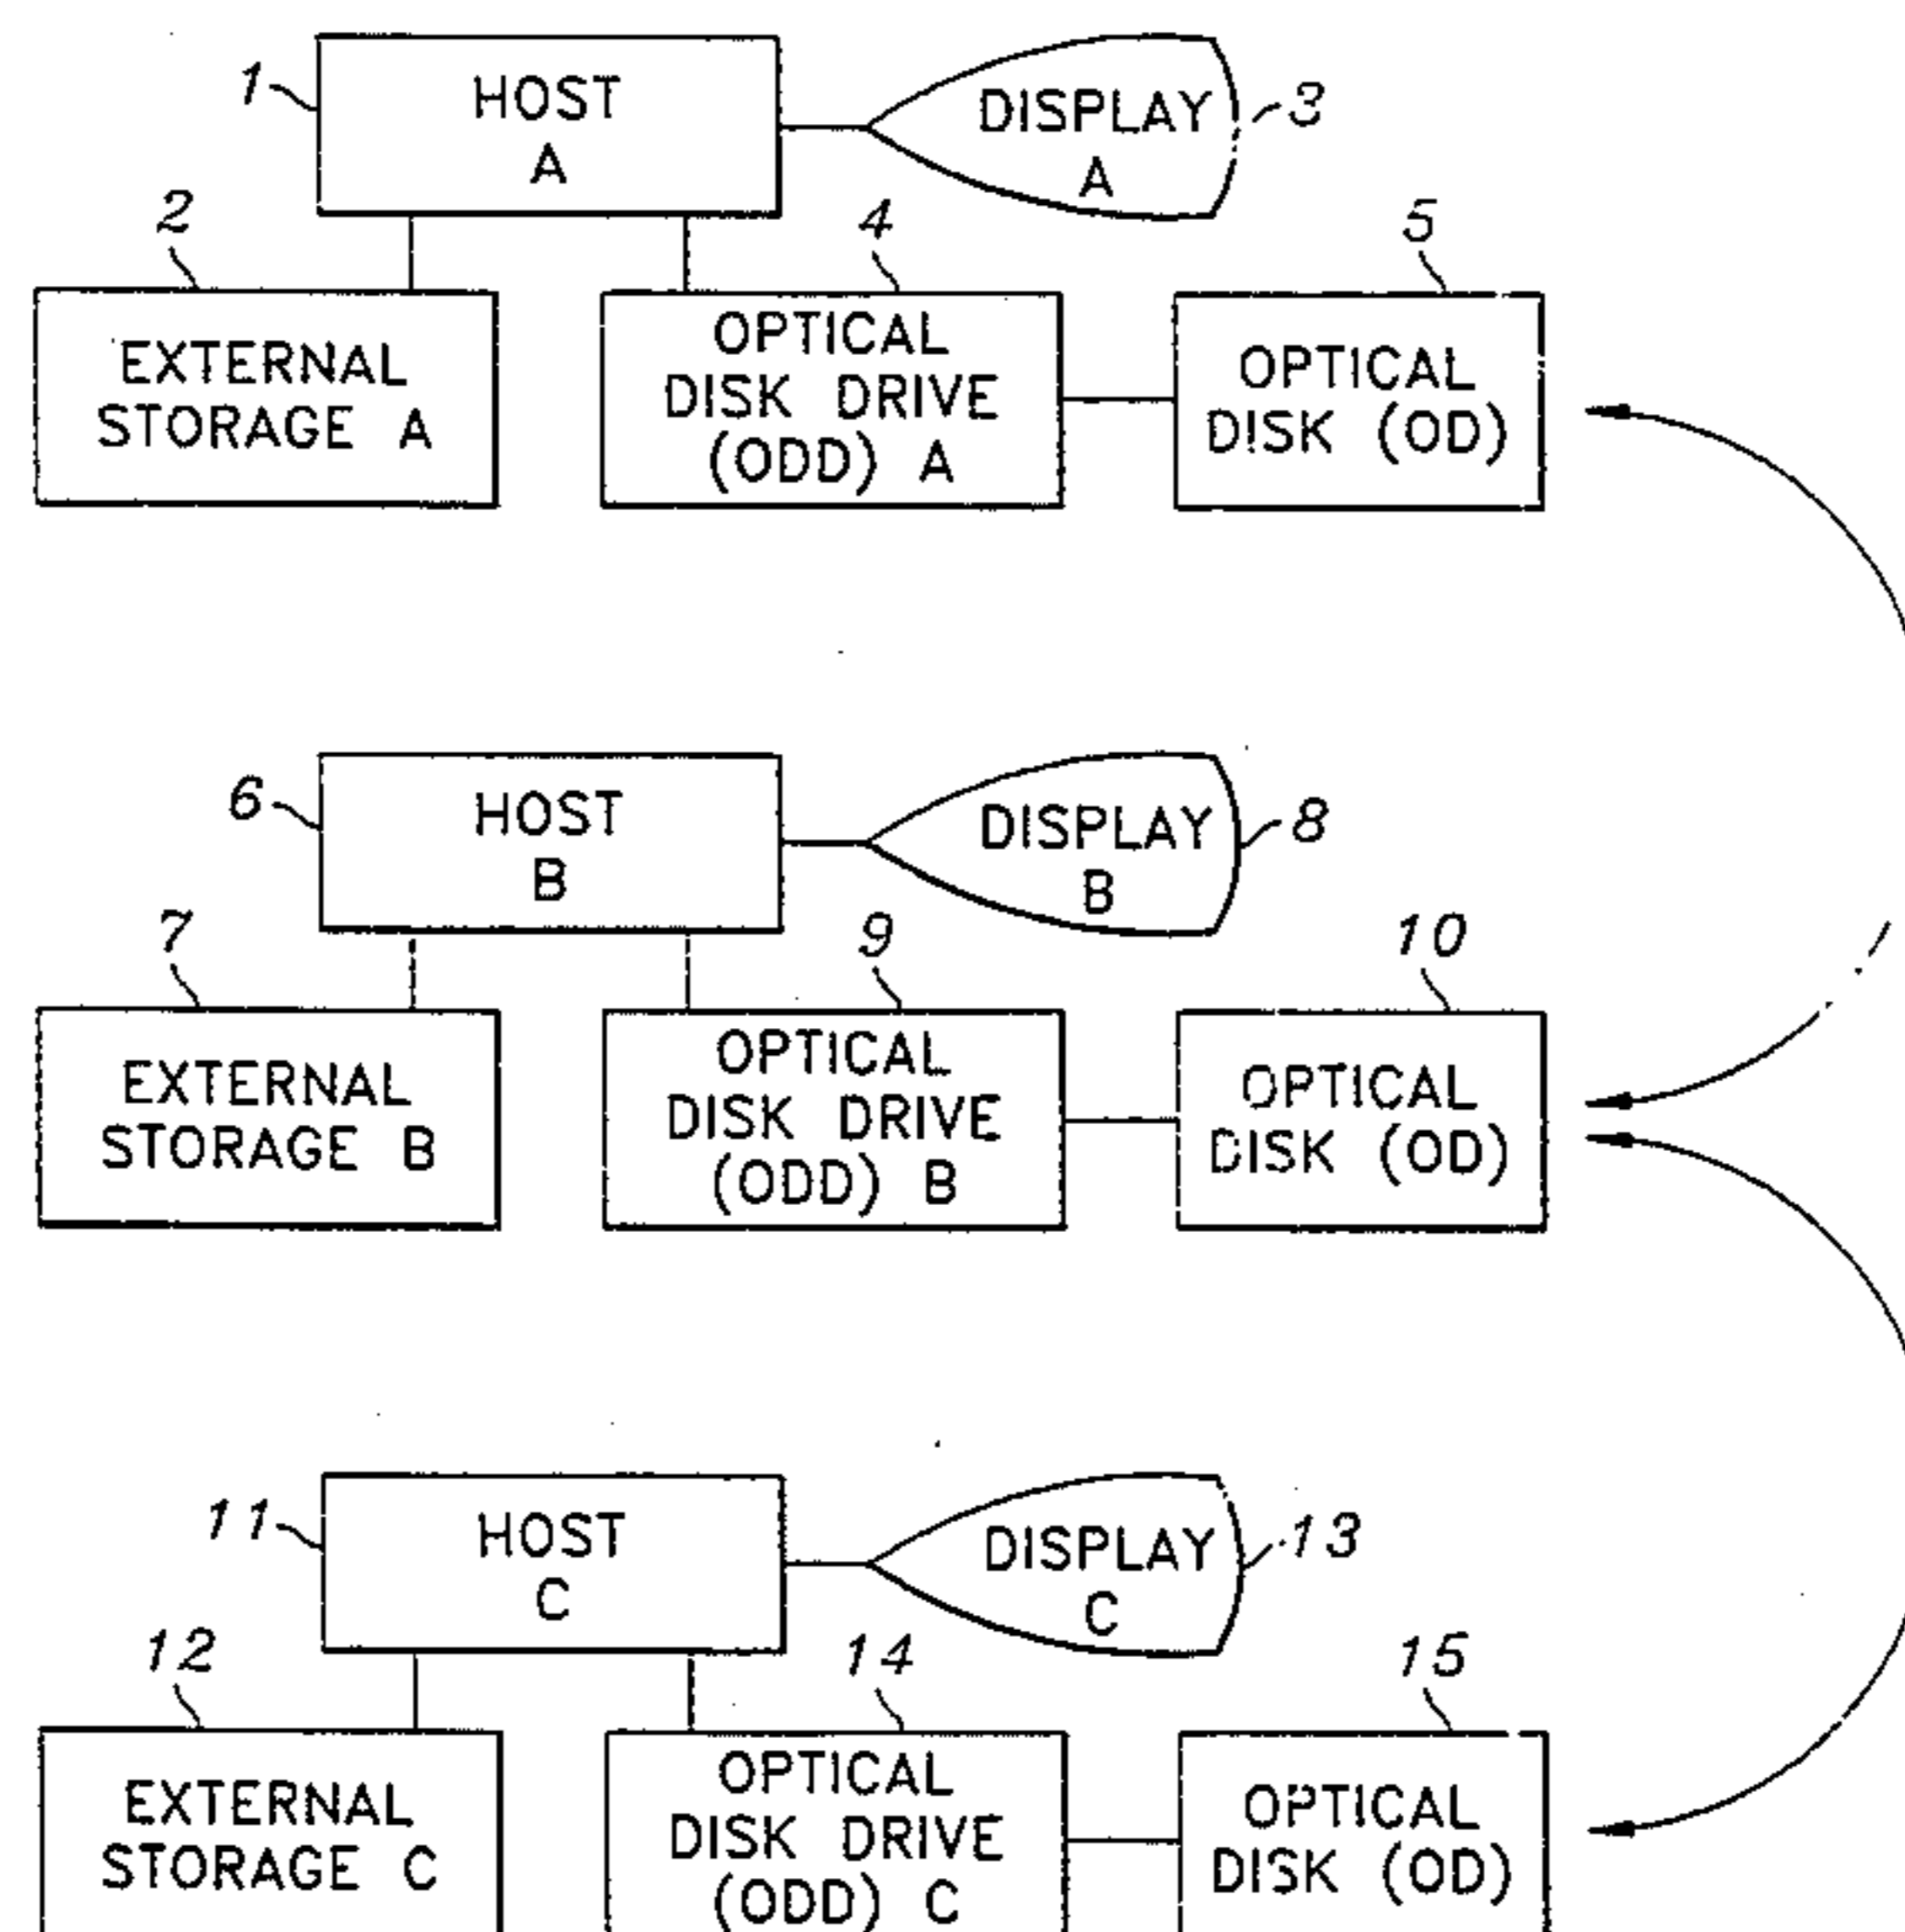 1
HOST
A
DISPLAY
A
3
2
4
5
EXTERNAL
STORAGE A
OPTICAL
DISK DRIVE
(ODD) A
OPTICAL
DISK (OD)
6
HOST
B
DISPLAY
B
8
7
9
10
EXTERNAL
STORAGE B
OPTICAL
DISK DRIVE
(ODD) B
OPTICAL
DISK (OD)
11
HOST
C
DISPLAY
C
13
12
14
15
EXTERNAL
STORAGE C
OPTICAL
DISK DRIVE
(ODD) C
OPTICAL
DISK (OD)